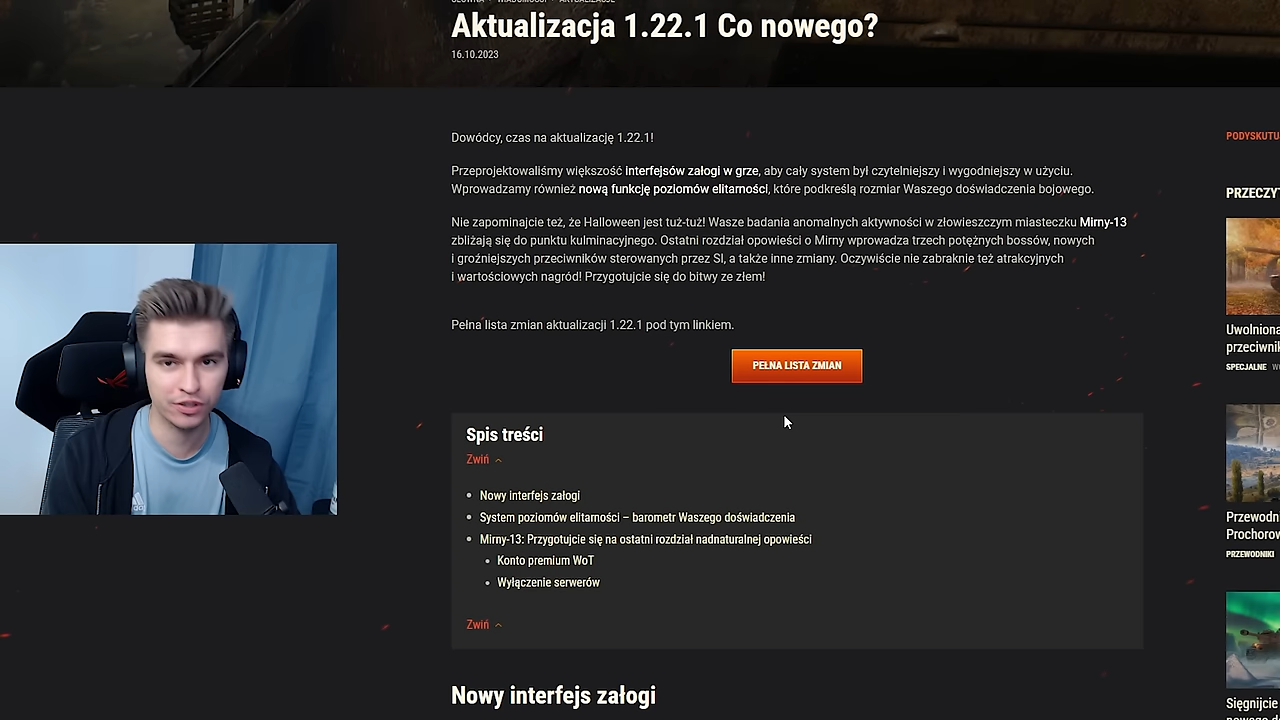 GŁÓWNA WIADOMOŚCI AKTUALIZACJE
Aktualizacja 1.22.1 Co nowego?
16.10.2023
Dowódcy, czas na aktualizację 1.22.1!
Przeprojektowaliśmy większość interfejsów załogi w grze, aby cały system był czytelniejszy i wygodniejszy w użyciu.
Wprowadzamy również nową funkcję poziomów elitarności, które podkreślą rozmiar Waszego doświadczenia bojowego.
Nie zapominajcie też, że Halloween jest tuż-tuż! Wasze badania anomalnych aktywności w złowieszczym miasteczku Mirny-13
zbliżają się do punktu kulminacyjnego. Ostatni rozdział opowieści o Mirny wprowadza trzech potężnych bossów, nowych
i groźniejszych przeciwników sterowanych przez SI, a także inne zmiany. Oczywiście nie zabraknie też atrakcyjnych
i wartościowych nagród! Przygotujcie się do bitwy ze złem!
Pełna lista zmian aktualizacji 1.22.1 pod tym linkiem.
PEŁNA LISTA ZMIAN
Spis treści
Zwiń
Nowy interfejs załogi
System poziomów elitarności – barometr Waszego doświadczenia
Mirny-13: Przygotujcie się na ostatni rozdział nadnaturalnej opowieści
Konto premium WoT
Wyłączenie serwerów
Zwiń
Nowy interfejs załogi
PODYSKUTU
PRZECZYT
Uwolniona
przeciwnik
SPECJALNE
Przewodn
Prochorow
PRZEWODNIKI
Sięgnijcie
adidas